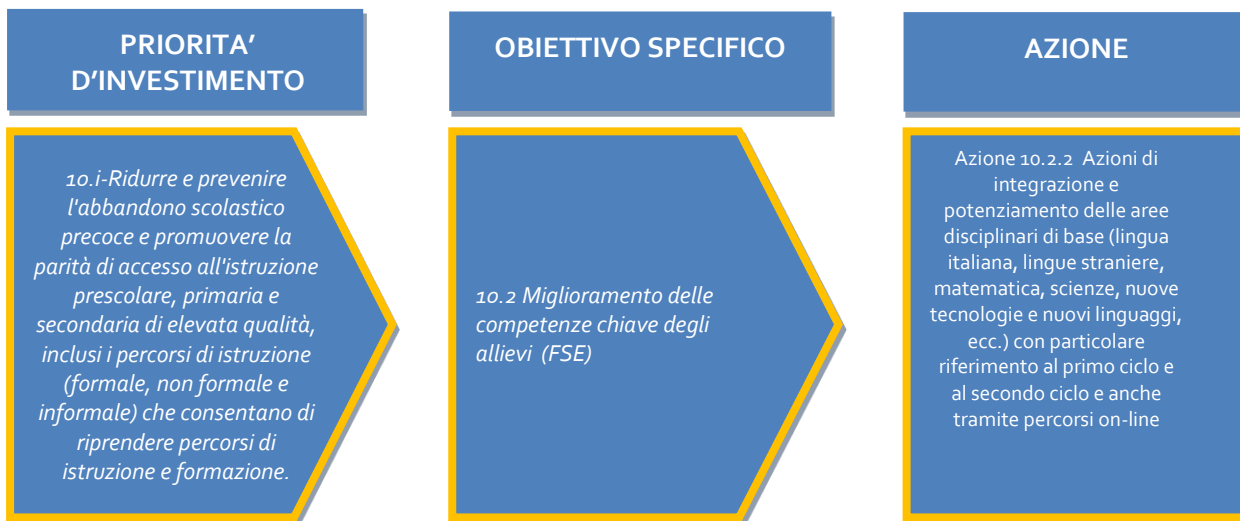 PRIORITA'
D'INVESTIMENTO
10.i-Ridurre e prevenire
l'abbandono scolastico
precoce e promuovere la
parità di accesso all'istruzione
prescolare, primaria e
secondaria di elevata qualità,
inclusi i percorsi di istruzione
(formale, non formale e
informale) che consentano di
riprendere percorsi di
istruzione e formazione.
OBIETTIVO SPECIFICO
10.2 Miglioramento delle
competenze chiave degli
allievi (FSE)
AZIONE
Azione 10.2.2 Azioni di
integrazione e
potenziamento delle aree
disciplinari di base (lingua
italiana, lingue straniere,
matematica, scienze, nuove
tecnologie e nuovi linguaggi,
ecc.) con particolare
riferimento al primo ciclo e
al secondo ciclo e anche
tramite percorsi on-line